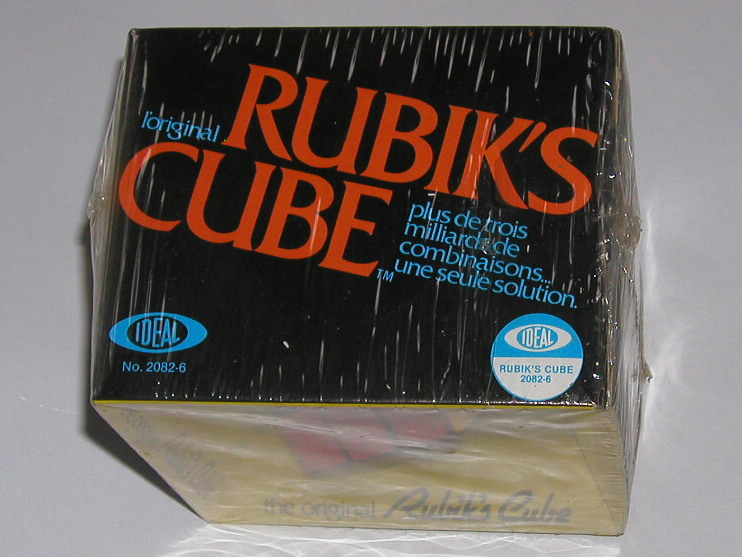 l'original RUBIK'S
CUBE
TM
plus de trois
milliards de
combinaisons...
une seule solution.
IDEAL
No. 2082-6
IDEAL
RUBIK'S CUBE
2082-6
the original Rubik's Cube